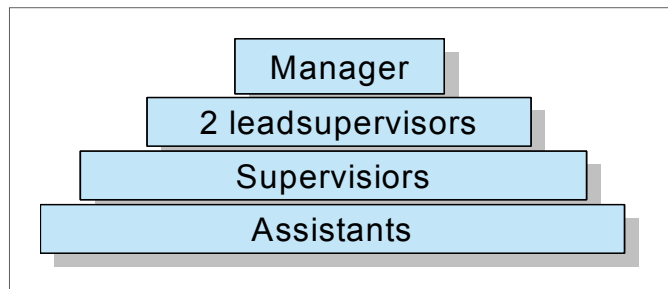 Manager
2 leadsupervisors
Supervisiors
Assistants